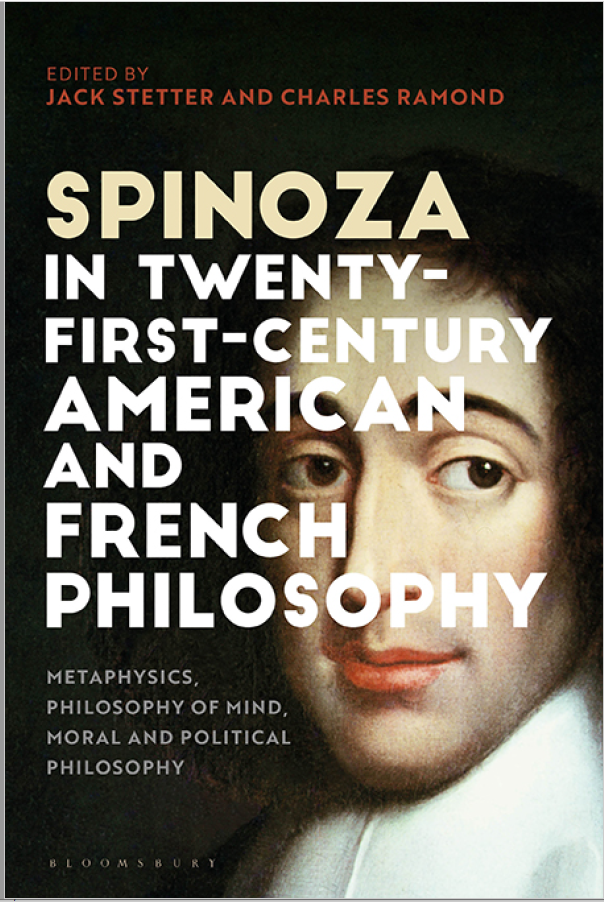 EDITED BY
JACK STETTER AND CHARLES RAMOND
SPINOZA
IN TWENTY-
FIRST-CENTURY
AMERICAN
AND
FRENCH
PHILOSOPHY
METAPHYSICS,
PHILOSOPHY OF MIND,
MORAL AND POLITICAL
PHILOSOPHY
BLOOMSBURY